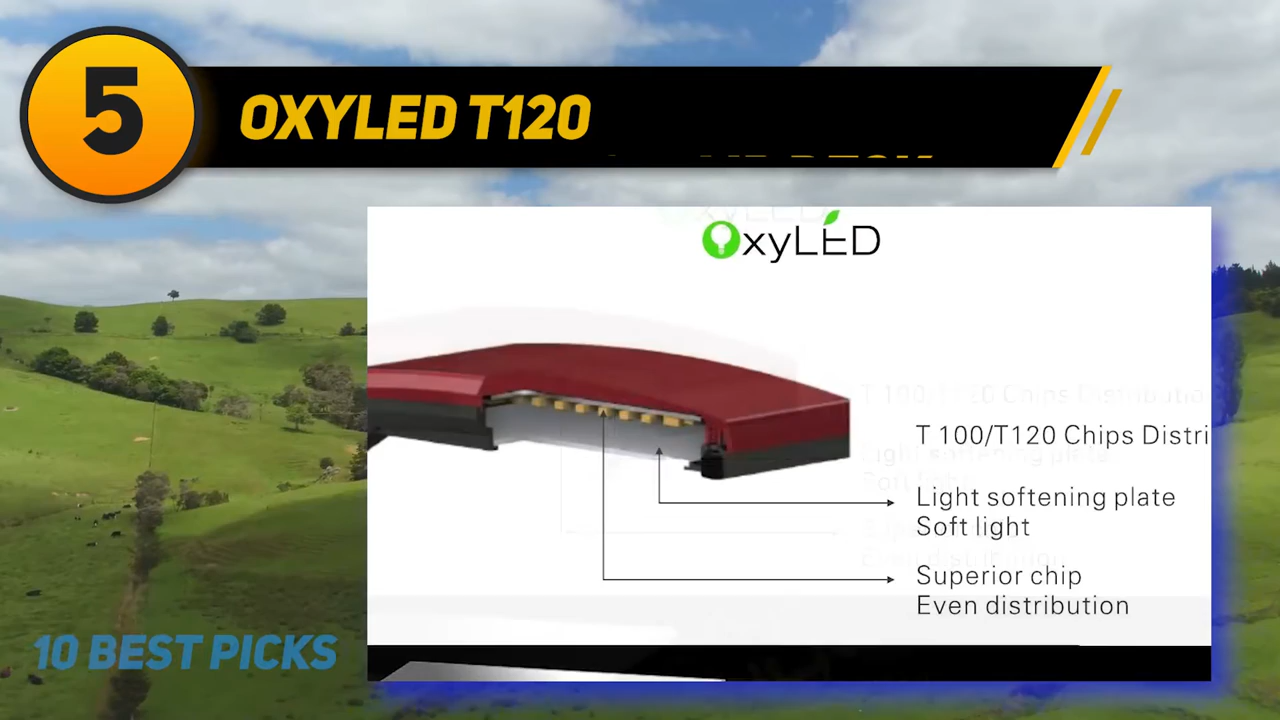 5
OXYLED T120
OxyLED
T 100/T120 Chips Distri
Light softening plate
Soft light
Superior chip
Even distribution
10 BEST PICKS